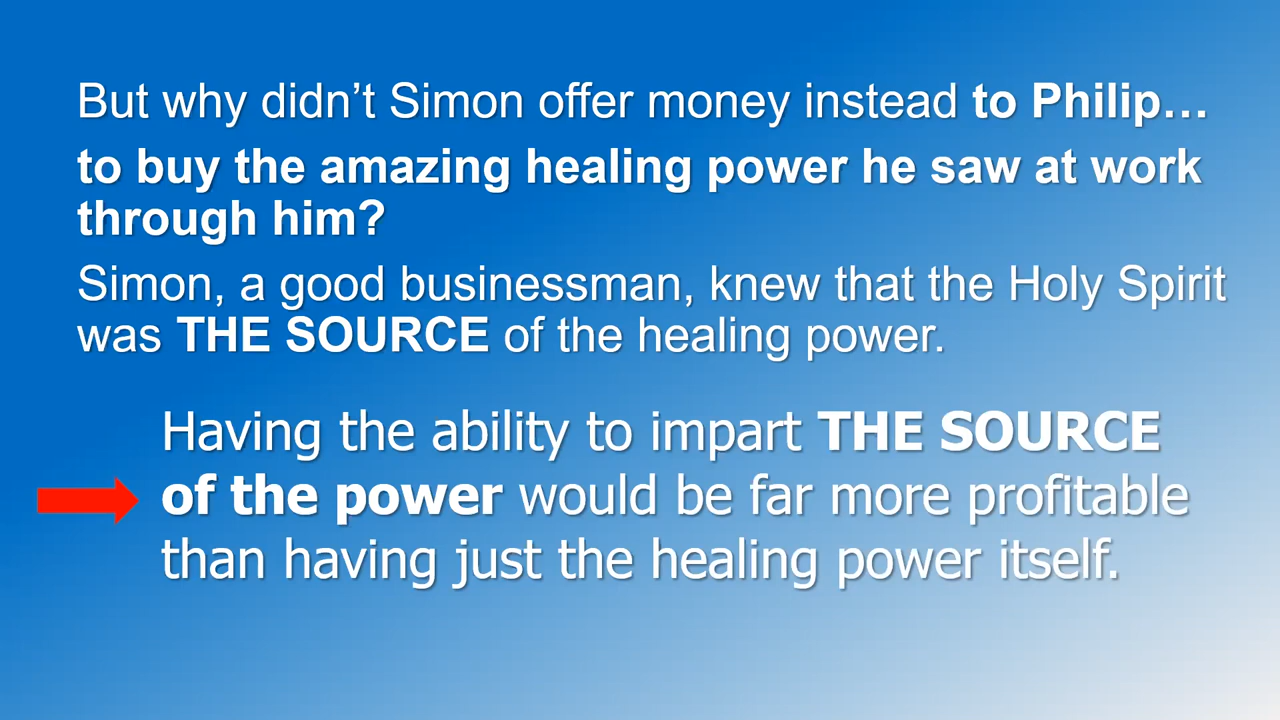 But why didn’t Simon offer money instead to Philip…
to buy the amazing healing power he saw at work
through him?
Simon, a good businessman, knew that the Holy Spirit
was THE SOURCE of the healing power.
Having the ability to impart THE SOURCE
of the power would be far more profitable
than having just the healing power itself.